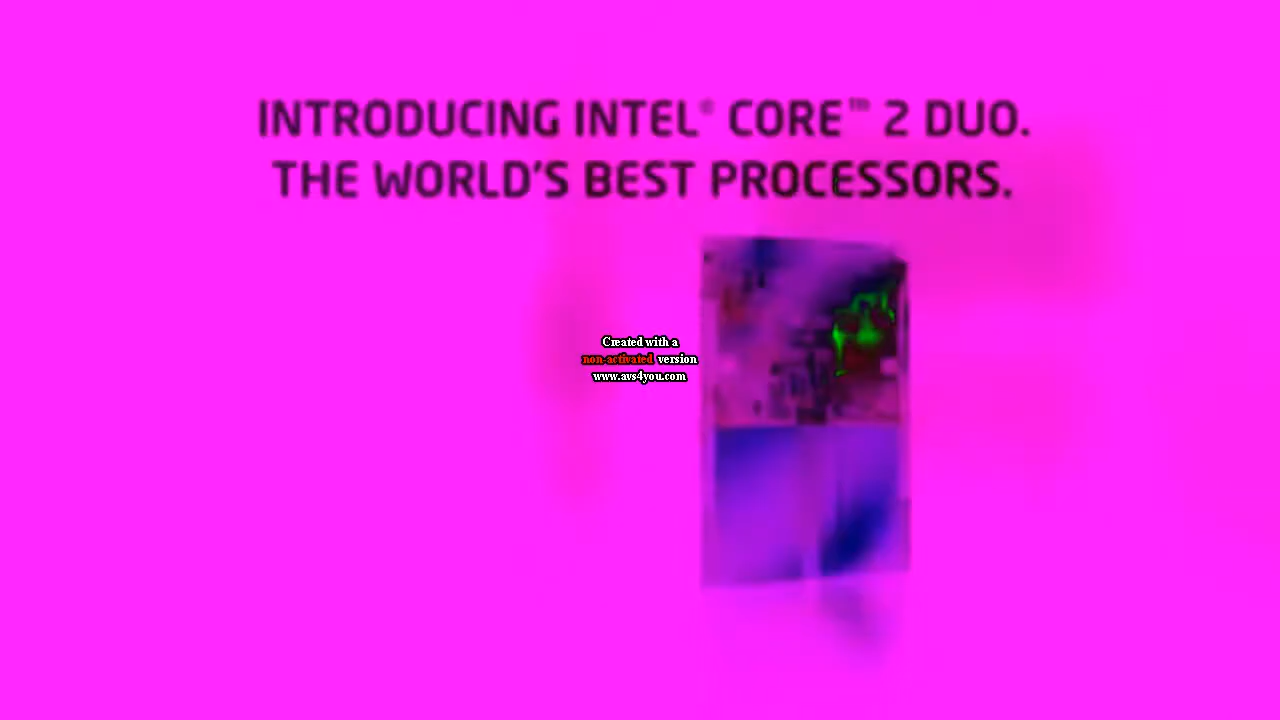 INTRODUCING INTEL® CORE™ 2 DUO.
THE WORLD'S BEST PROCESSORS.
Created with a
non-activated version
www.avs4you.com